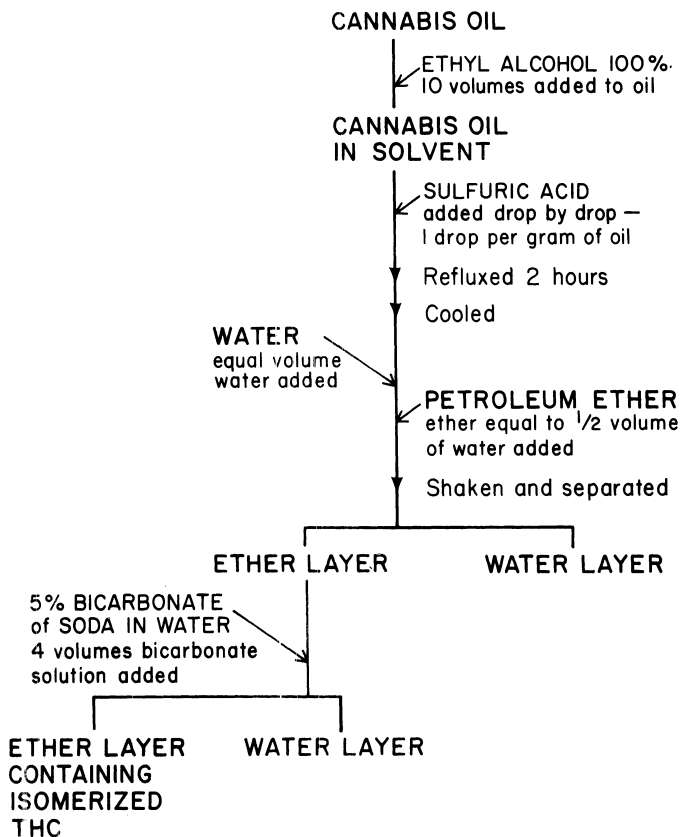 CANNABIS OIL
ETHYL ALCOHOL 100%
10 volumes added to oil
CANNABIS OIL
IN SOLVENT
SULFURIC ACID
added drop by drop —
1 drop per gram of oil
Refluxed 2 hours
Cooled
WATER
equal volume
water added
PETROLEUM ETHER
ether equal to 1/2 volume
of water added
Shaken and separated
ETHER LAYER
WATER LAYER
5% BICARBONATE
of SODA IN WATER
4 volumes bicarbonate
solution added
ETHER LAYER
CONTAINING
ISOMERIZED
THC
WATER LAYER